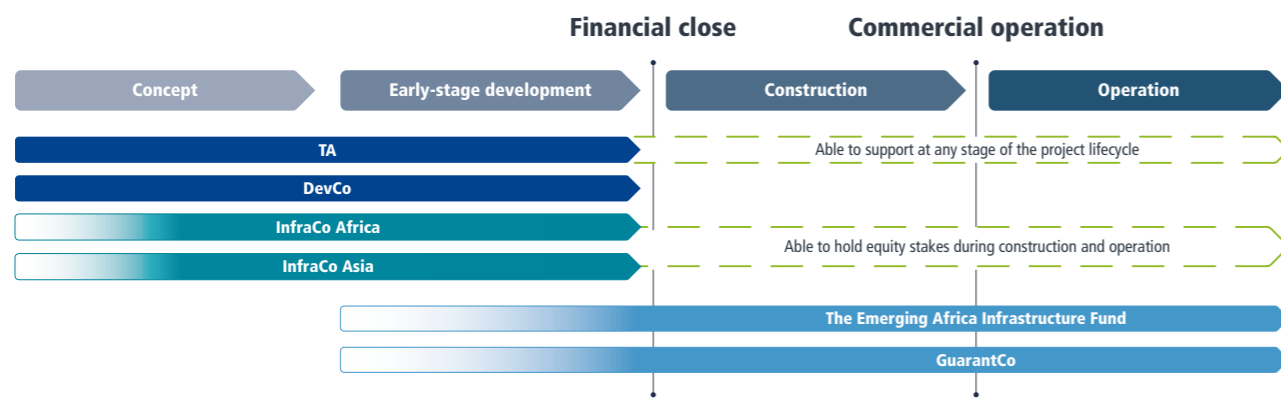 Financial close
Commercial operation
Concept
Early-stage development
Construction
Operation
TA
Able to support at any stage of the project lifecycle
DevCo
InfraCo Africa
Able to hold equity stakes during construction and operation
InfraCo Asia
The Emerging Africa Infrastructure Fund
GuarantCo